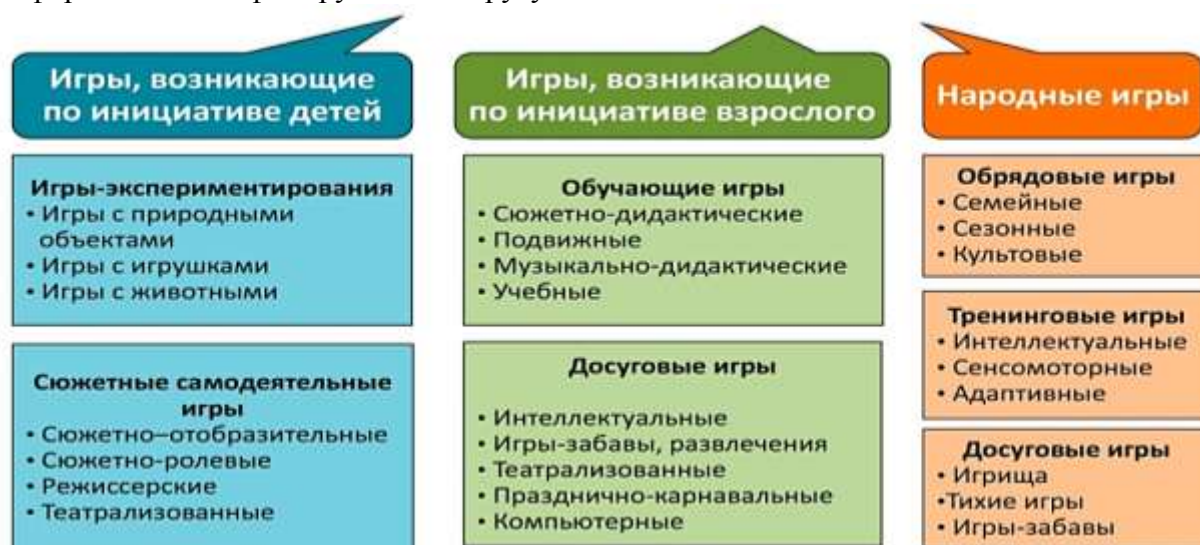 Игры, возникающие
по инициативе детей
Игры-экспериментирования
• Игры с природными
объектами
• Игры с игрушками
• Игры с животными
Сюжетные самодеятельные
игры
• Сюжетно–отобразительные
• Сюжетно-ролевые
• Режиссерские
• Театрализованные
Игры, возникающие
по инициативе взрослого
Обучающие игры
• Сюжетно-дидактические
• Подвижные
• Музыкально-дидактические
• Учебные
Досуговые игры
• Интеллектуальные
• Игры-забавы, развлечения
• Театрализованные
• Празднично-карнавальные
• Компьютерные
Народные игры
Обрядовые игры
• Семейные
• Сезонные
• Культовые
Тренинговые игры
• Интеллектуальные
• Сенсомоторные
• Адаптивные
Досуговые игры
• Игрища
•Тихие игры
• Игры-забавы